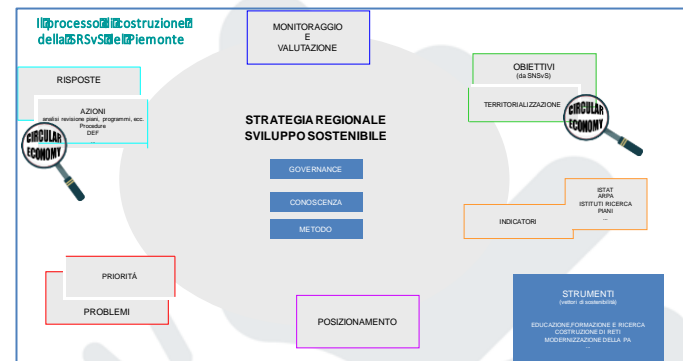 Il processo di costruzione
della SRSvS del Piemonte
MONITORAGGIO
E
VALUTAZIONE
RISPOSTE
AZIONI
analisi revisione piani, programmi, ecc.
Procedure
DEF
...
CIRCULAR
ECONOMY
OBIETTIVI
(da SNSvS)
TERRITORIALIZZAZIONE
CIRCULAR
ECONOMY
STRATEGIA REGIONALE
SVILUPPO SOSTENIBILE
GOVERNANCE
CONOSCENZA
METODO
ISTAT
ARPA
ISTITUTI RICERCA
PIANI
...
INDICATORI
PRIORITÁ
PROBLEMI
POSIZIONAMENTO
STRUMENTI
(vettori di sostenibilità)
EDUCAZIONE,FORMAZIONE E RICERCA
COSTRUZIONE DI RETI
MODERNIZZAZIONE DELLA PA
...